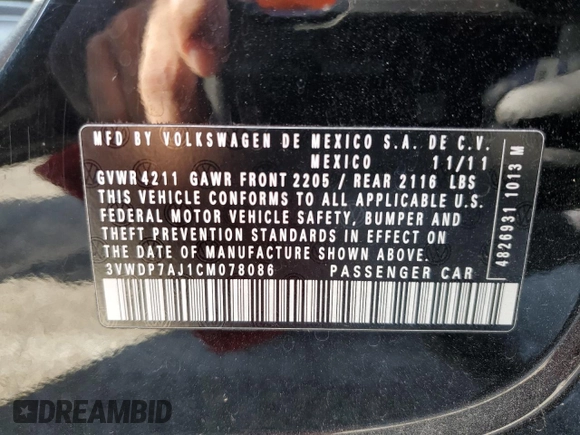 MFD BY VOLKSWAGEN DE MEXICO S.A. DE C.V.
MEXICO 11/11
GVWR 4211 GAWR FRONT 2205 / REAR 2116 LBS
THIS VEHICLE CONFORMS TO ALL APPLICABLE U.S.
FEDERAL MOTOR VEHICLE SAFETY, BUMPER AND
THEFT PREVENTION STANDARDS IN EFFECT ON
THE DATE OF MANUFACTURE SHOWN ABOVE.
3VWDP7AJ1CM078086 PASSENGER CAR
4826931 1013 M
DREAMBID